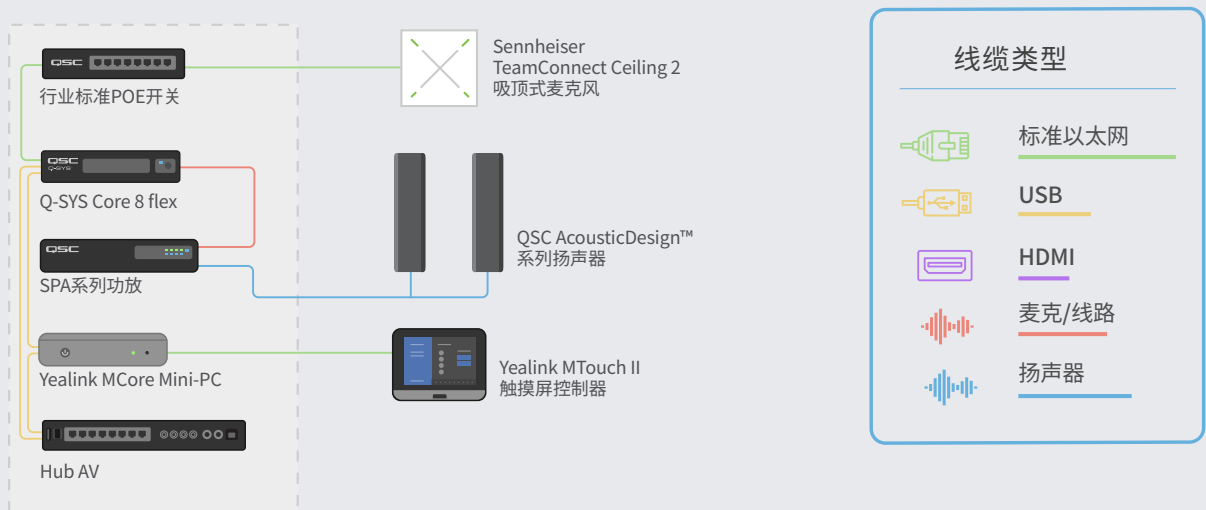 QSC
行业标准POE开关
Sennheiser
TeamConnect Ceiling 2
吸顶式麦克风
QSC
Q-SYS
Q-SYS Core 8 flex
QSC
SPA系列功放
QSC AcousticDesign™
系列扬声器
Yealink MCore Mini-PC
Yealink MTouch II
触摸屏控制器
Hub AV
线缆类型
标准以太网
USB
HDMI
麦克/线路
扬声器